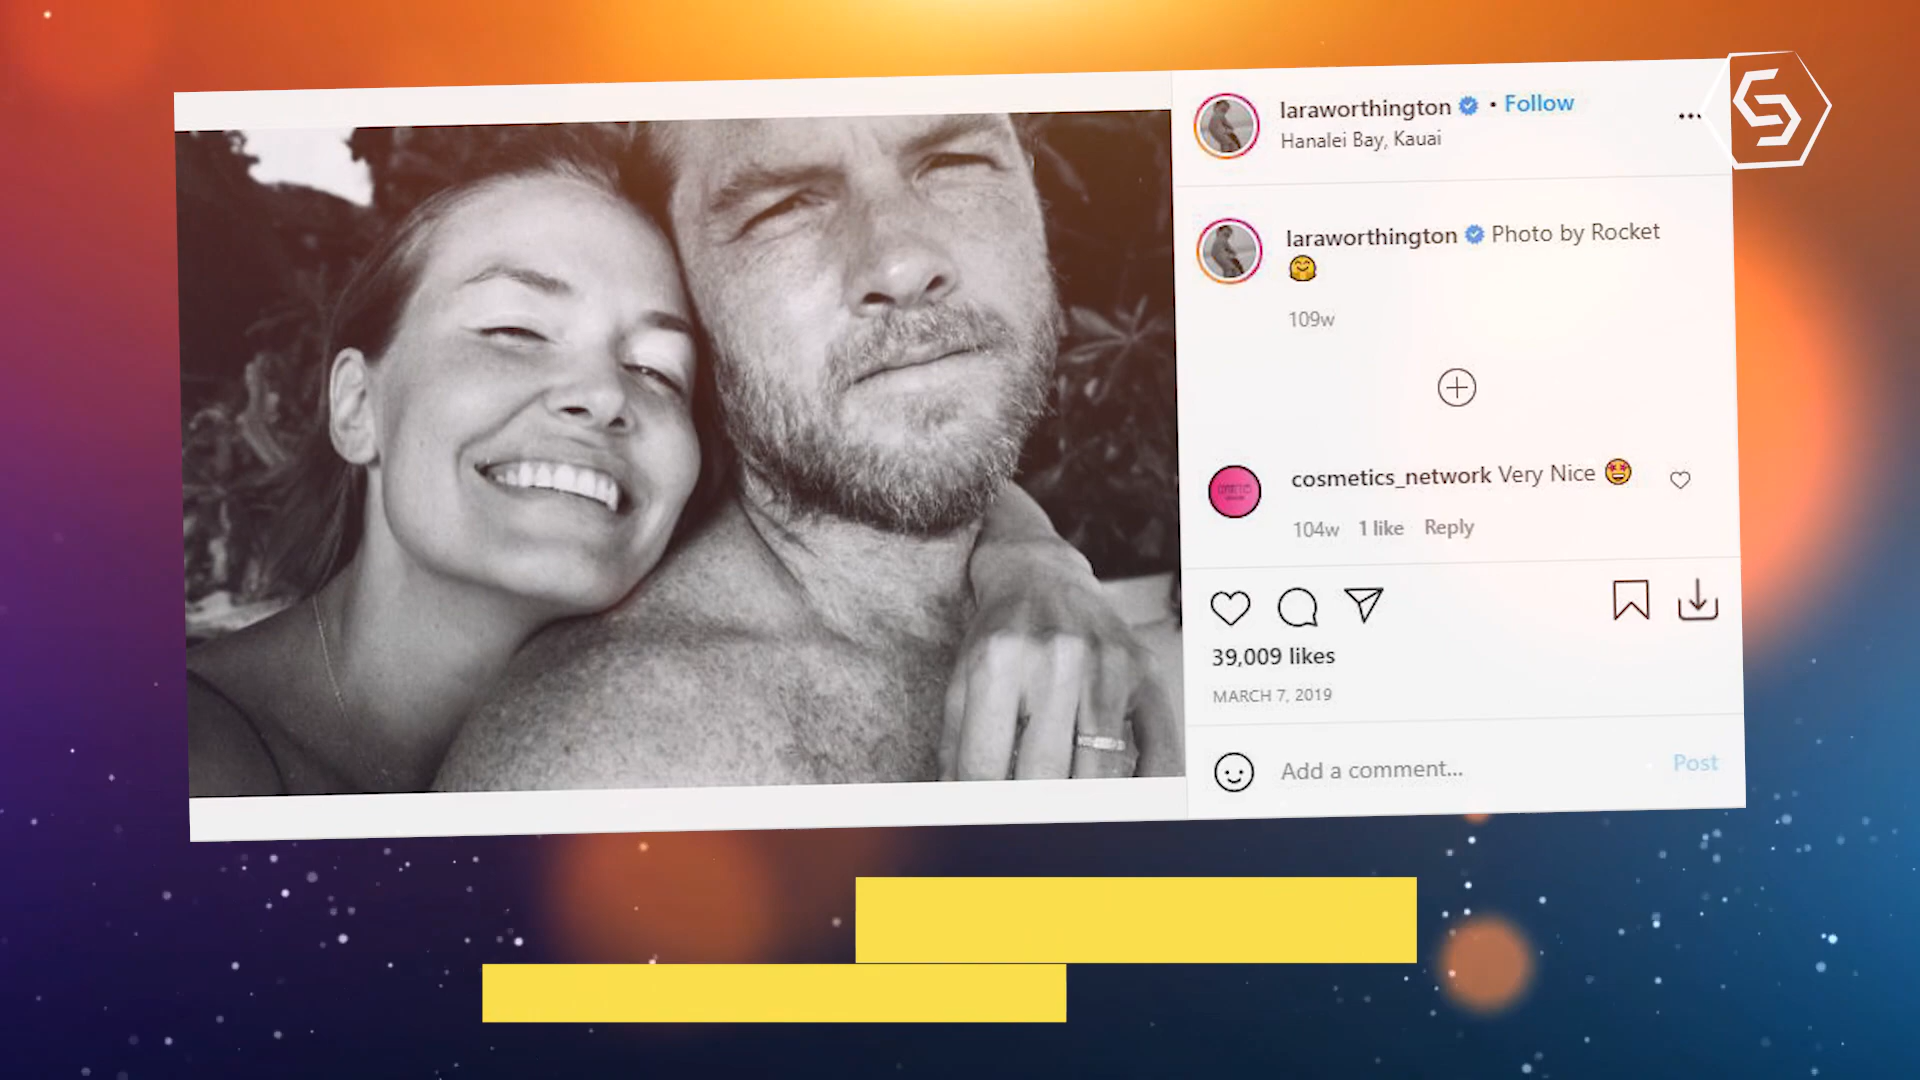 laraworthington • Follow
Hanalei Bay, Kauai
laraworthington Photo by Rocket
🤗
109w
cosmetics_network Very Nice 🤩
104w 1 like Reply
39,009 likes
MARCH 7, 2019
Add a comment... Post